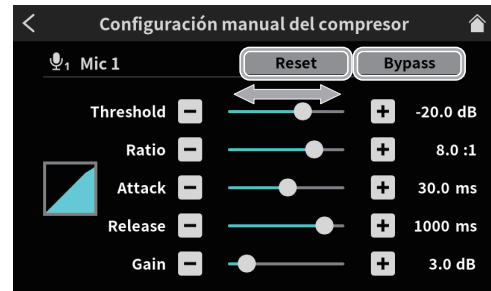 Configuración manual del compresor
1 Mic 1 Reset Bypass
Threshold - + -20.0 dB
Ratio - + 8.0 :1
Attack - + 30.0 ms
Release - + 1000 ms
Gain - + 3.0 dB